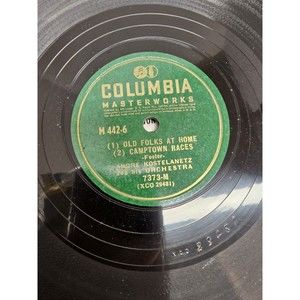 COLUMBIA
MASTERWORKS
M 442-6
(1) OLD FOLKS AT HOME
(2) CAMPTOWN RACES
-Foster-
ANDRE KOSTELANETZ
and his ORCHESTRA
7373-M
(XCO 29481)